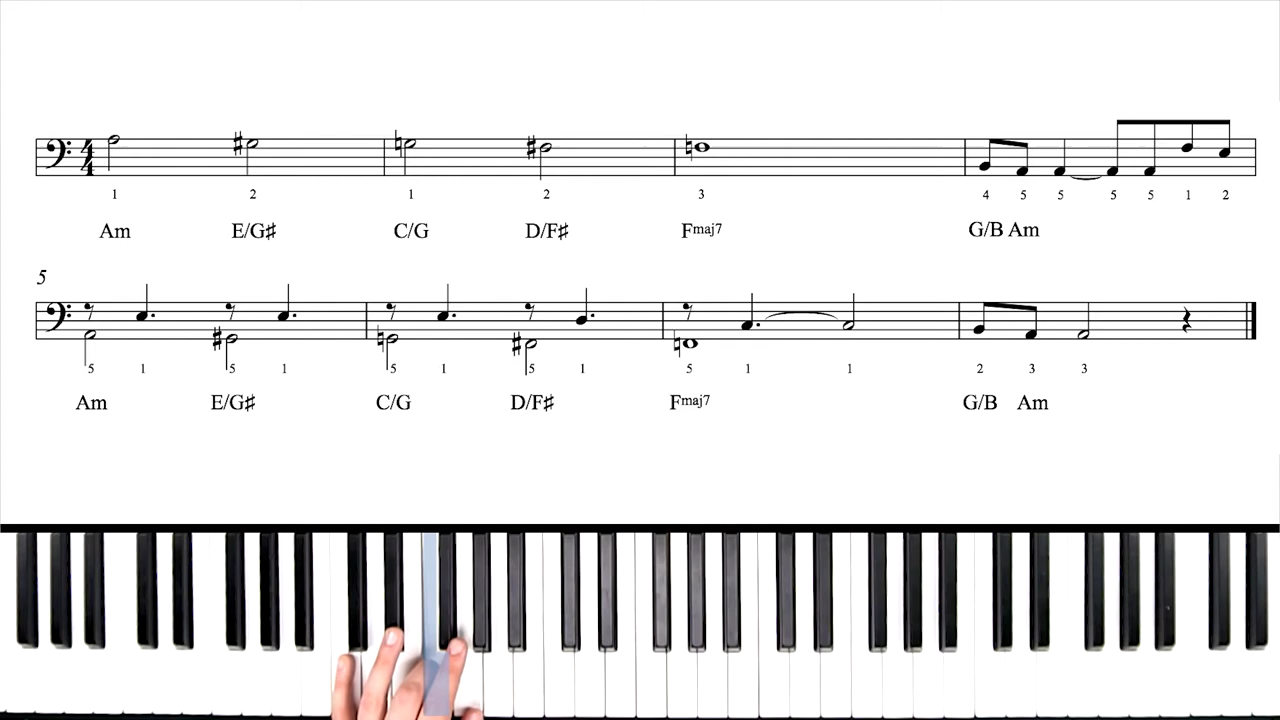 4 4
1 2 1 2 3 4 5 5 5 5 1 2
Am E/G♯ C/G D/F♯ Fmaj7 G/B Am
5
5 1 5 1 5 1 5 1 5 1 1 2 3 3
Am E/G♯ C/G D/F♯ Fmaj7 G/B Am